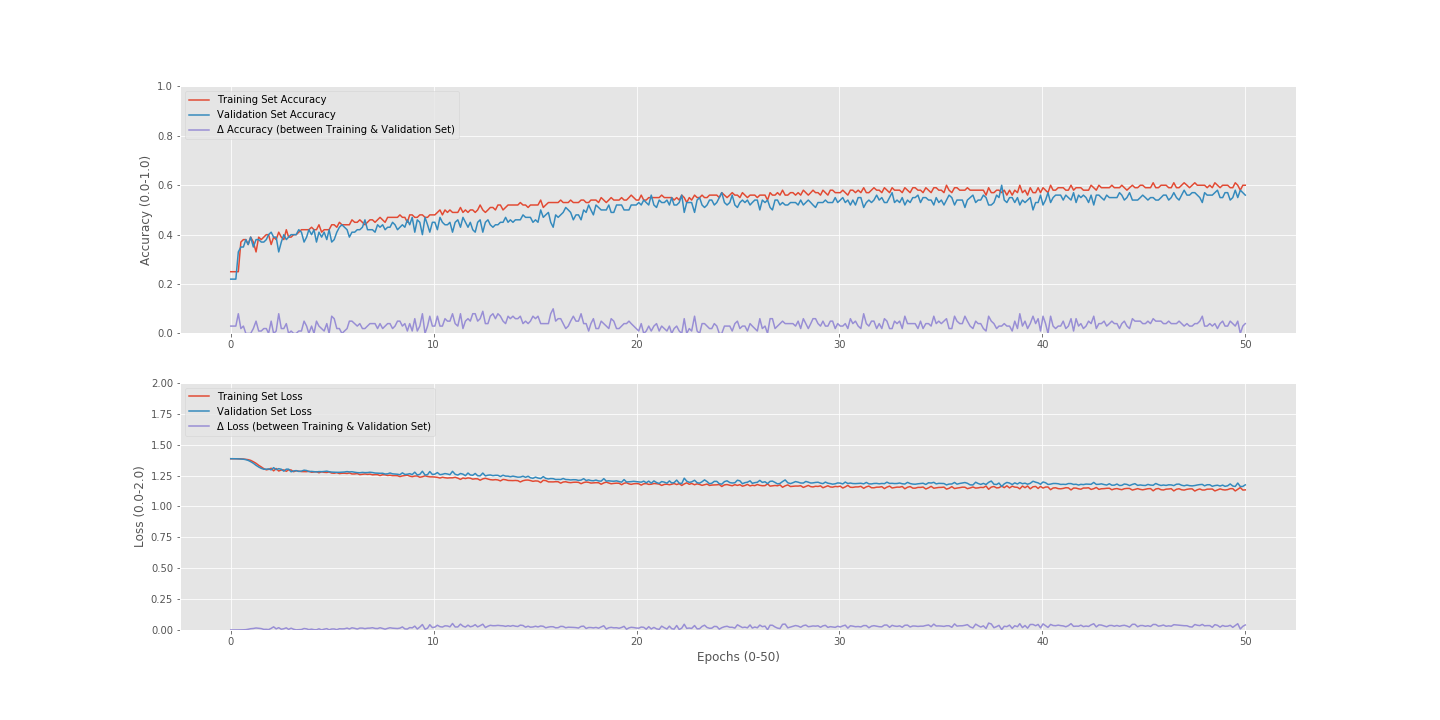 1.0
Training Set Accuracy
Validation Set Accuracy
Δ Accuracy (between Training & Validation Set)
0.8
0.6
0.4
0.2
0.0
Accuracy (0.0-1.0)
0 10 20 30 40 50
2.00
Training Set Loss
Validation Set Loss
Δ Loss (between Training & Validation Set)
1.75
1.50
1.25
1.00
0.75
0.50
0.25
0.00
Loss (0.0-2.0)
0 10 20 30 40 50
Epochs (0-50)